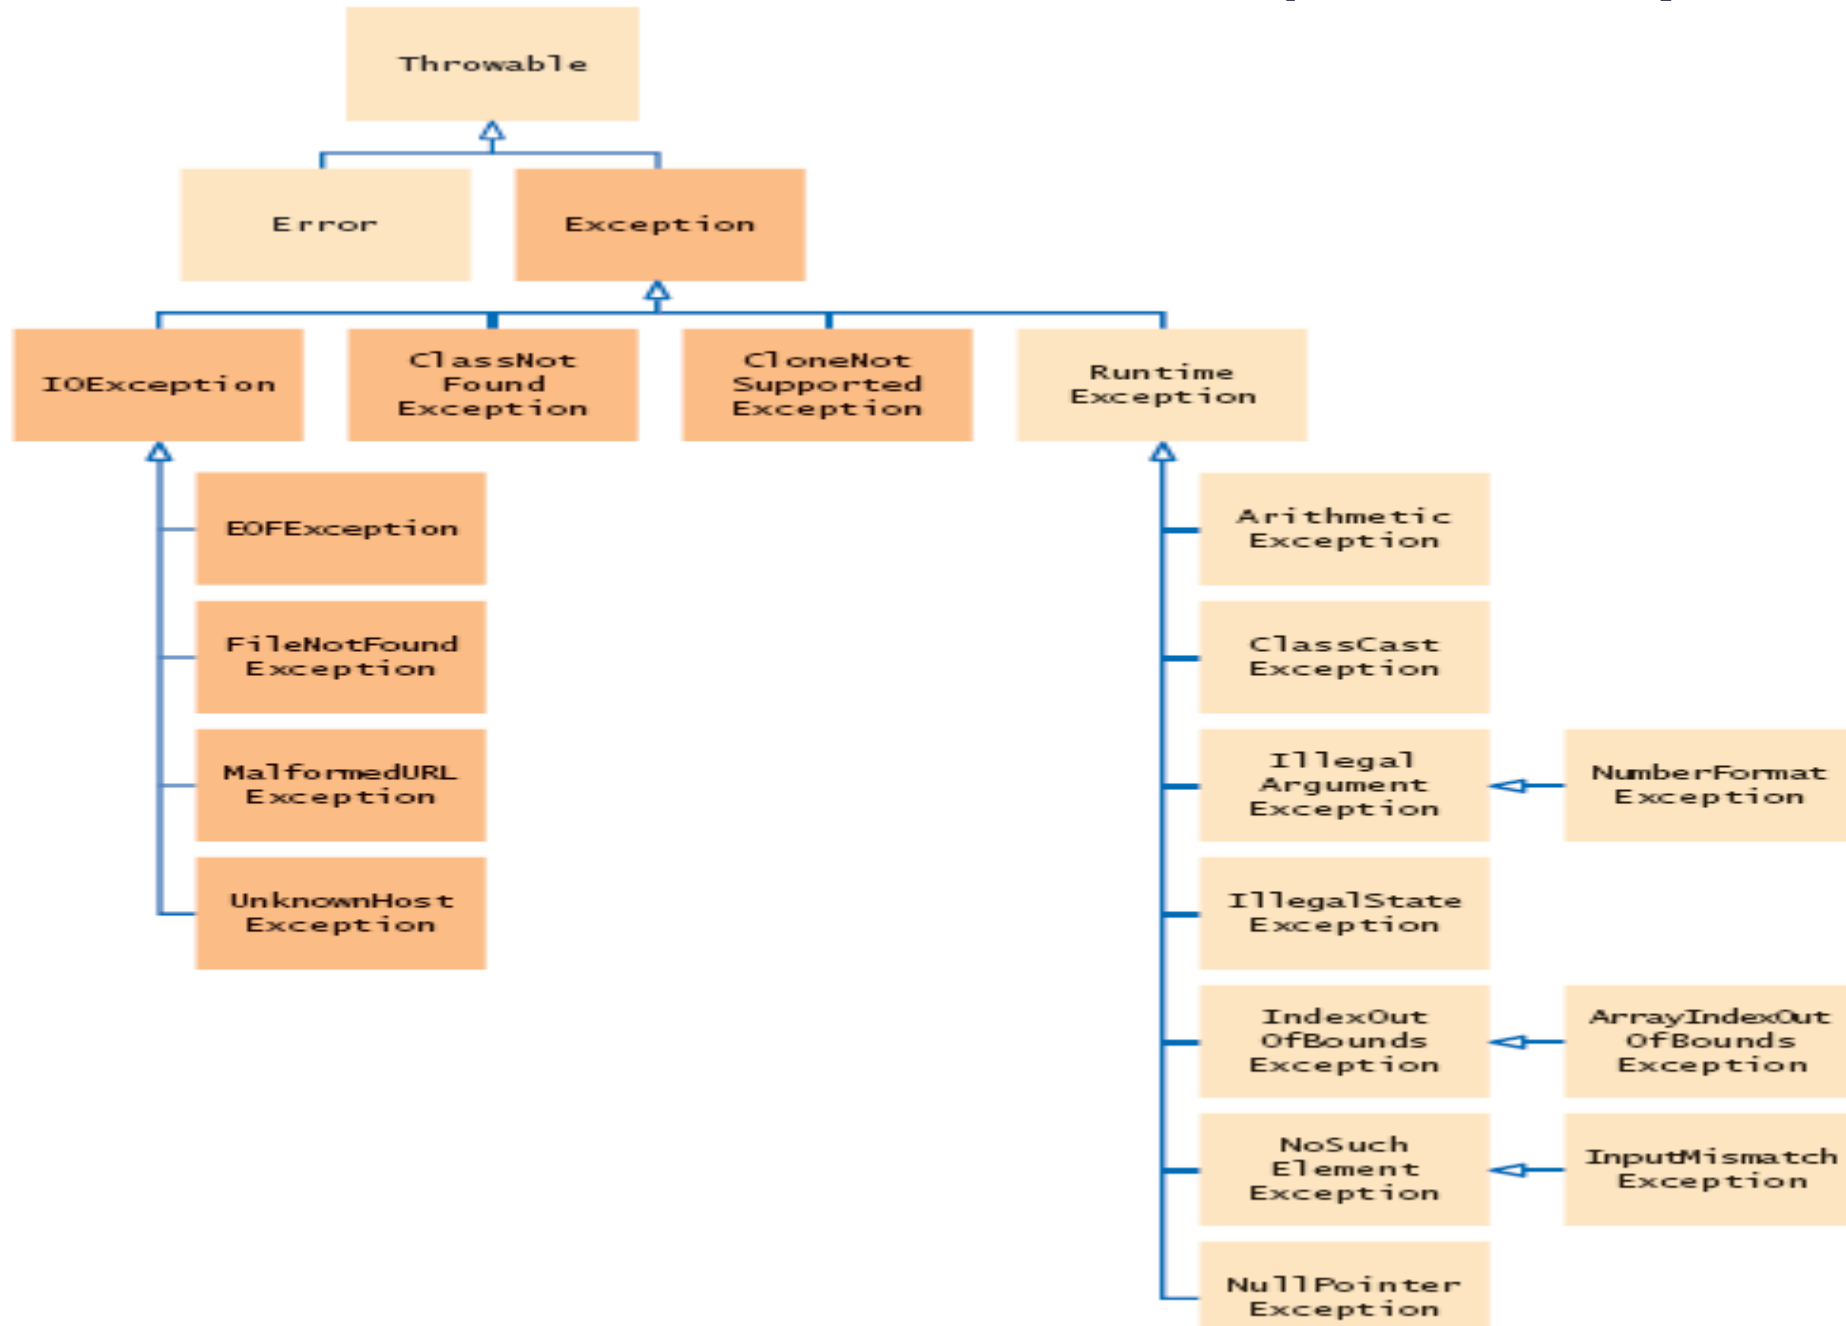 Throwable
Error
Exception
IOException
ClassNot
Found
Exception
CloneNot
Supported
Exception
Runtime
Exception
EOFException
FileNotFound
Exception
MalformedURL
Exception
UnknownHost
Exception
Arithmetic
Exception
ClassCast
Exception
Illegal
Argument
Exception
NumberFormat
Exception
IllegalState
Exception
IndexOut
OfBounds
Exception
ArrayIndexOut
OfBounds
Exception
NoSuch
Element
Exception
InputMismatch
Exception
NullPointer
Exception